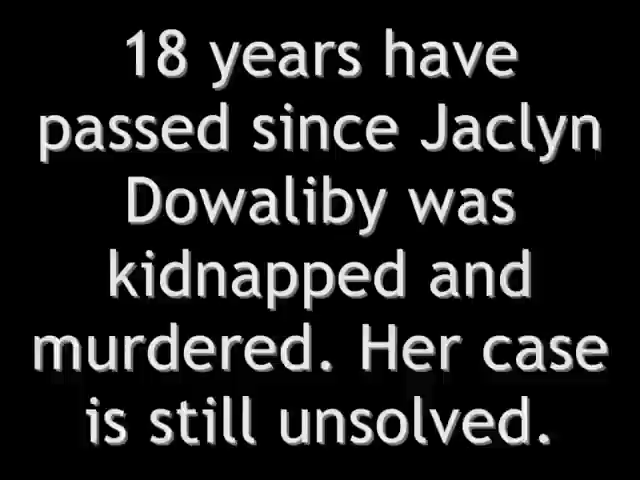 18 years have
passed since Jaclyn
Dowaliby was
kidnapped and
murdered. Her case
is still unsolved.